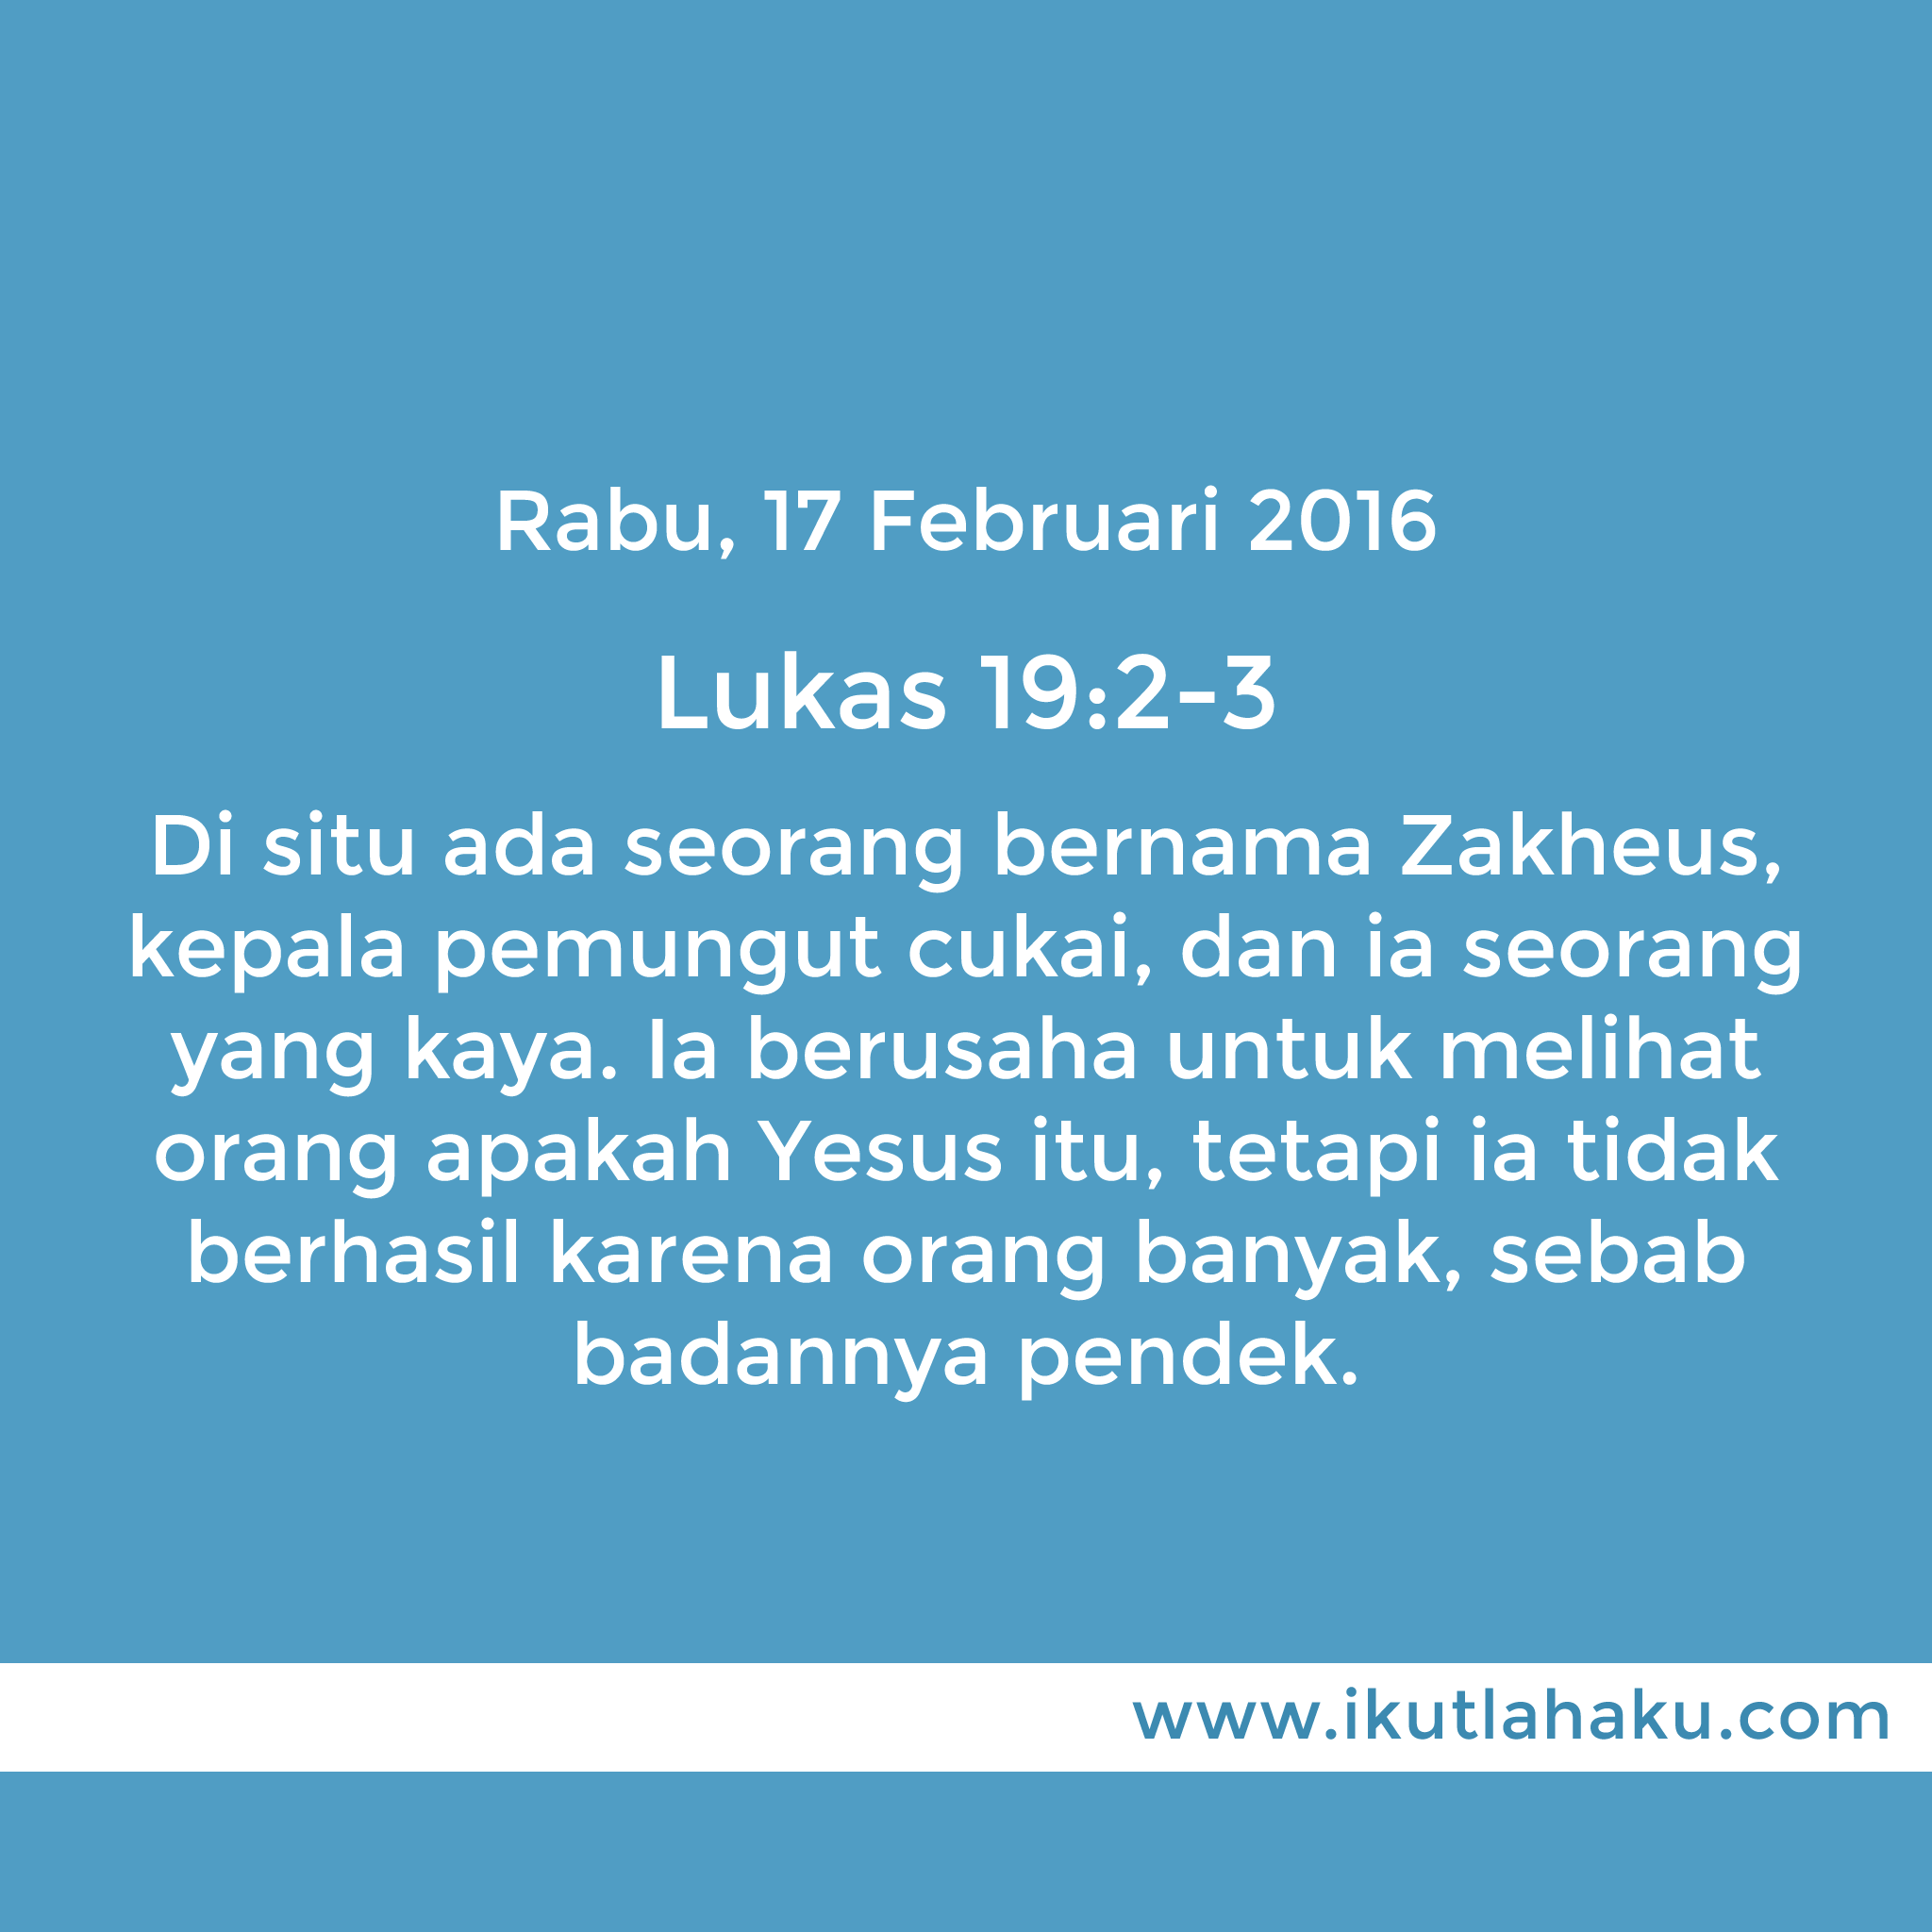 Rabu, 17 Februari 2016
Lukas 19:2-3
Di situ ada seorang bernama Zakheus,
kepala pemungut cukai, dan ia seorang
yang kaya. Ia berusaha untuk melihat
orang apakah Yesus itu, tetapi ia tidak
berhasil karena orang banyak, sebab
badannya pendek.
www.ikutlahaku.com